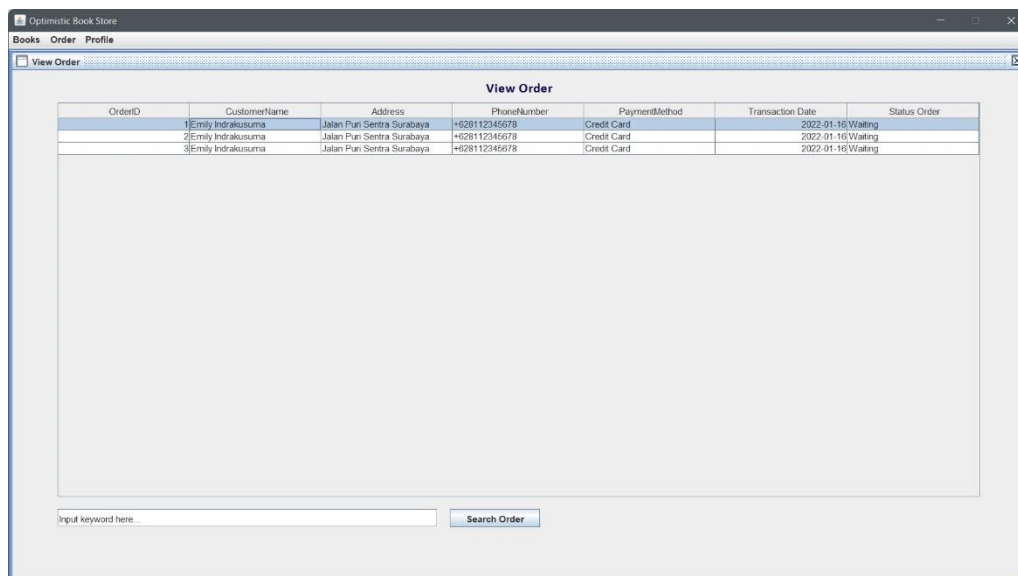 Optimistic Book Store
Books Order Profile
View Order
View Order
OrderID CustomerName Address PhoneNumber PaymentMethod Transaction Date Status Order
1 Emily Indrakusuma Jalan Puri Sentra Surabaya +628112345678 Credit Card 2022-01-16 Waiting
2 Emily Indrakusuma Jalan Puri Sentra Surabaya +628112345678 Credit Card 2022-01-16 Waiting
3 Emily Indrakusuma Jalan Puri Sentra Surabaya +628112345678 Credit Card 2022-01-16 Waiting
Input keyword here... Search Order